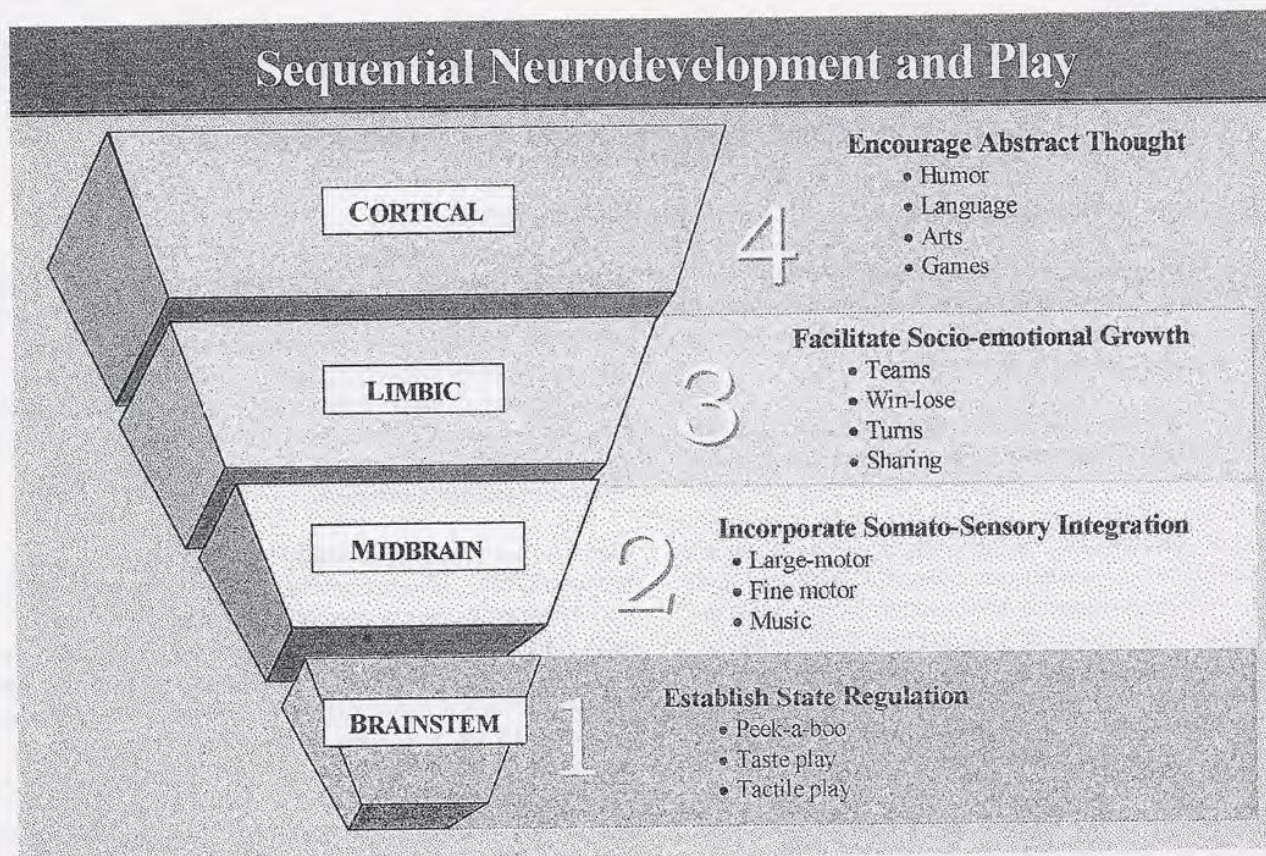 Sequential Neurodevelopment and Play
CORTICAL
4
Encourage Abstract Thought
• Humor
• Language
• Arts
• Games
LIMBIC
3
Facilitate Socio-emotional Growth
• Teams
• Win-lose
• Turns
• Sharing
MIDBRAIN
2
Incorporate Somato-Sensory Integration
• Large-motor
• Fine motor
• Music
BRAINSTEM
1
Establish State Regulation
• Peek-a-boo
• Taste play
• Tactile play